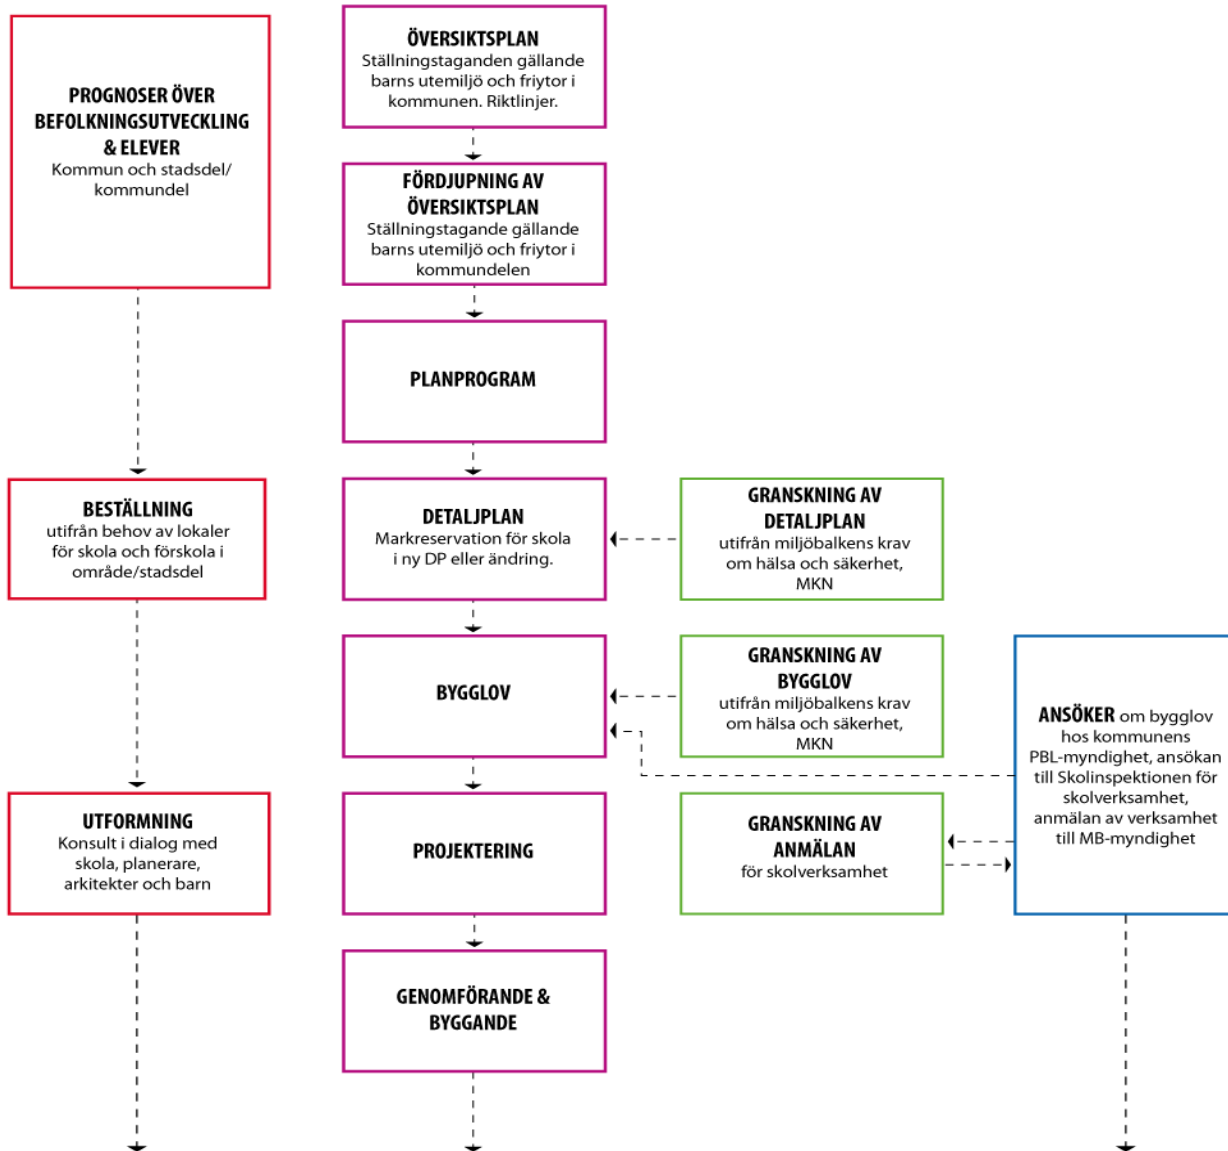 PROGNOSER ÖVER
BEFOLKNINGSUTVECKLING
& ELEVER
Kommun och stadsdel/
kommundel
BESTÄLLNING
utifrån behov av lokaler
för skola och förskola i
område/stadsdel
UTFORMNING
Konsult i dialog med
skola, planerare,
arkitekter och barn
ÖVERSIKTSPLAN
Ställningstaganden gällande
barns utemiljö och friytor i
kommunen. Riktlinjer.
FÖRDJUPNING AV
ÖVERSIKTSPLAN
Ställningstagande gällande
barns utemiljö och friytor i
kommundelen
PLANPROGRAM
DETALJPLAN
Markreservation för skola
i ny DP eller ändring.
BYGGLOV
PROJEKTERING
GENOMFÖRANDE &
BYGGANDE
GRANSKNING AV
DETALJPLAN
utifrån miljöbalkens krav
om hälsa och säkerhet,
MKN
GRANSKNING AV
BYGGLOV
utifrån miljöbalkens krav
om hälsa och säkerhet,
MKN
GRANSKNING AV
ANMÄLAN
för skolverksamhet
ANSÖKER om bygglov
hos kommunens
PBL-myndighet, ansökan
till Skolinspektionen för
skolverksamhet,
anmälan av verksamhet
till MB-myndighet